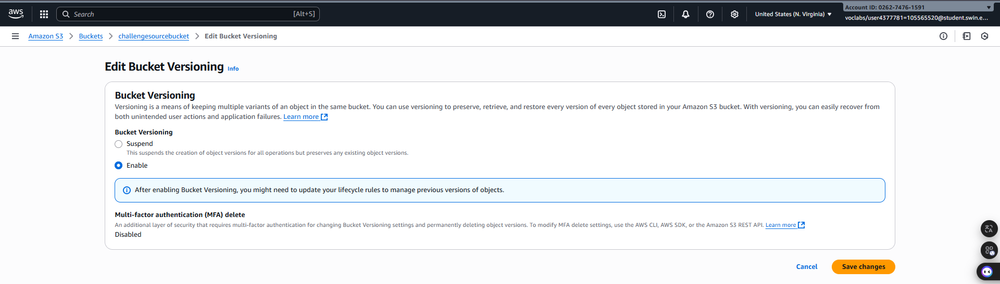 aws
Search [Alt+S]
United States (N. Virginia)
Account ID: 0262-7476-1591
voclabs/user4377781=105565520@student.swin.e...
Amazon S3 > Buckets > challengesourcebucket > Edit Bucket Versioning
Edit Bucket Versioning Info
Bucket Versioning
Versioning is a means of keeping multiple variants of an object in the same bucket. You can use versioning to preserve, retrieve, and restore every version of every object stored in your Amazon S3 bucket. With versioning, you can easily recover from
both unintended user actions and application failures. Learn more
Bucket Versioning
Suspend
This suspends the creation of object versions for all operations but preserves any existing object versions.
Enable
After enabling Bucket Versioning, you might need to update your lifecycle rules to manage previous versions of objects.
Multi-factor authentication (MFA) delete
An additional layer of security that requires multi-factor authentication for changing Bucket Versioning settings and permanently deleting object versions. To modify MFA delete settings, use the AWS CLI, AWS SDK, or the Amazon S3 REST API. Learn more
Disabled
Cancel
Save changes